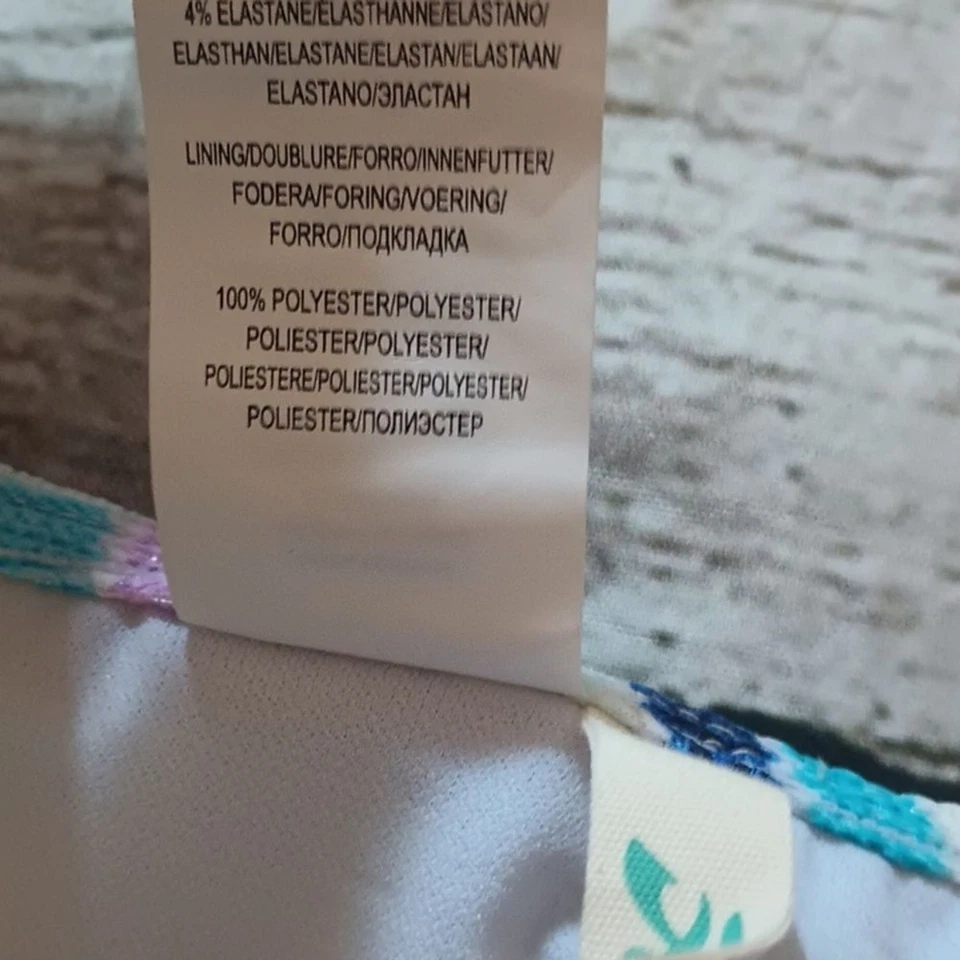 4% ELASTANE/ELASTHANNE/ELASTANO/
ELASTHAN/ELASTANE/ELASTAN/ELASTAAN/
ELASTANO/ЭЛАСТАН
LINING/DOUBLURE/FORRO/INNENFUTTER/
FODERA/FORING/VOERING/
FORRO/ПОДКЛАДКА
100% POLYESTER/POLYESTER/
POLIESTER/POLYESTER/
POLIESTERE/POLIESTER/POLYESTER/
POLIESTER/ПОЛИЭСТЕР